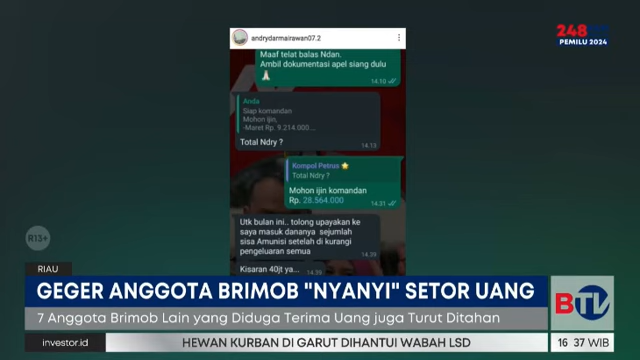 andrydarmairawan07.2
248
PEMILU 2024
Maaf telat balas Ndan.
Ambil dokumentasi apel siang dulu
14.10
Anda
Siap komandan
Mohon Ijin,
-Maret Rp. 9.214.000...
Total Ndry ?
14.13
Kompol Petrus
Total Ndry ?
Mohon ijin komandan
Rp. 28.564.000
14.31
Utk bulan ini.. tolong upayakan ke
saya masuk dananya sejumlah
sisa Amunisi setelah di kurangi
pengeluaran semua
14.39
Kisaran 40jt ya...
14.39
R13+
RIAU
GEGER ANGGOTA BRIMOB "NYANYI" SETOR UANG
7 Anggota Brimob Lain yang Diduga Terima Uang juga Turut Ditahan
BTV
investor.id
HEWAN KURBAN DI GARUT DIHANTUI WABAH LSD
16 37 WIB